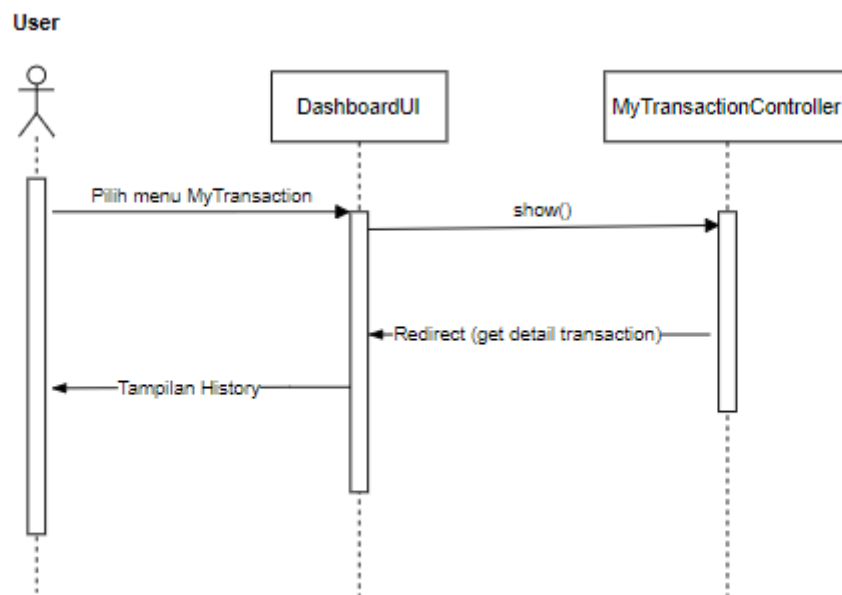 User
DashboardUI
MyTransactionController
Pilih menu MyTransaction
show()
Redirect (get detail transaction)
Tampilan History